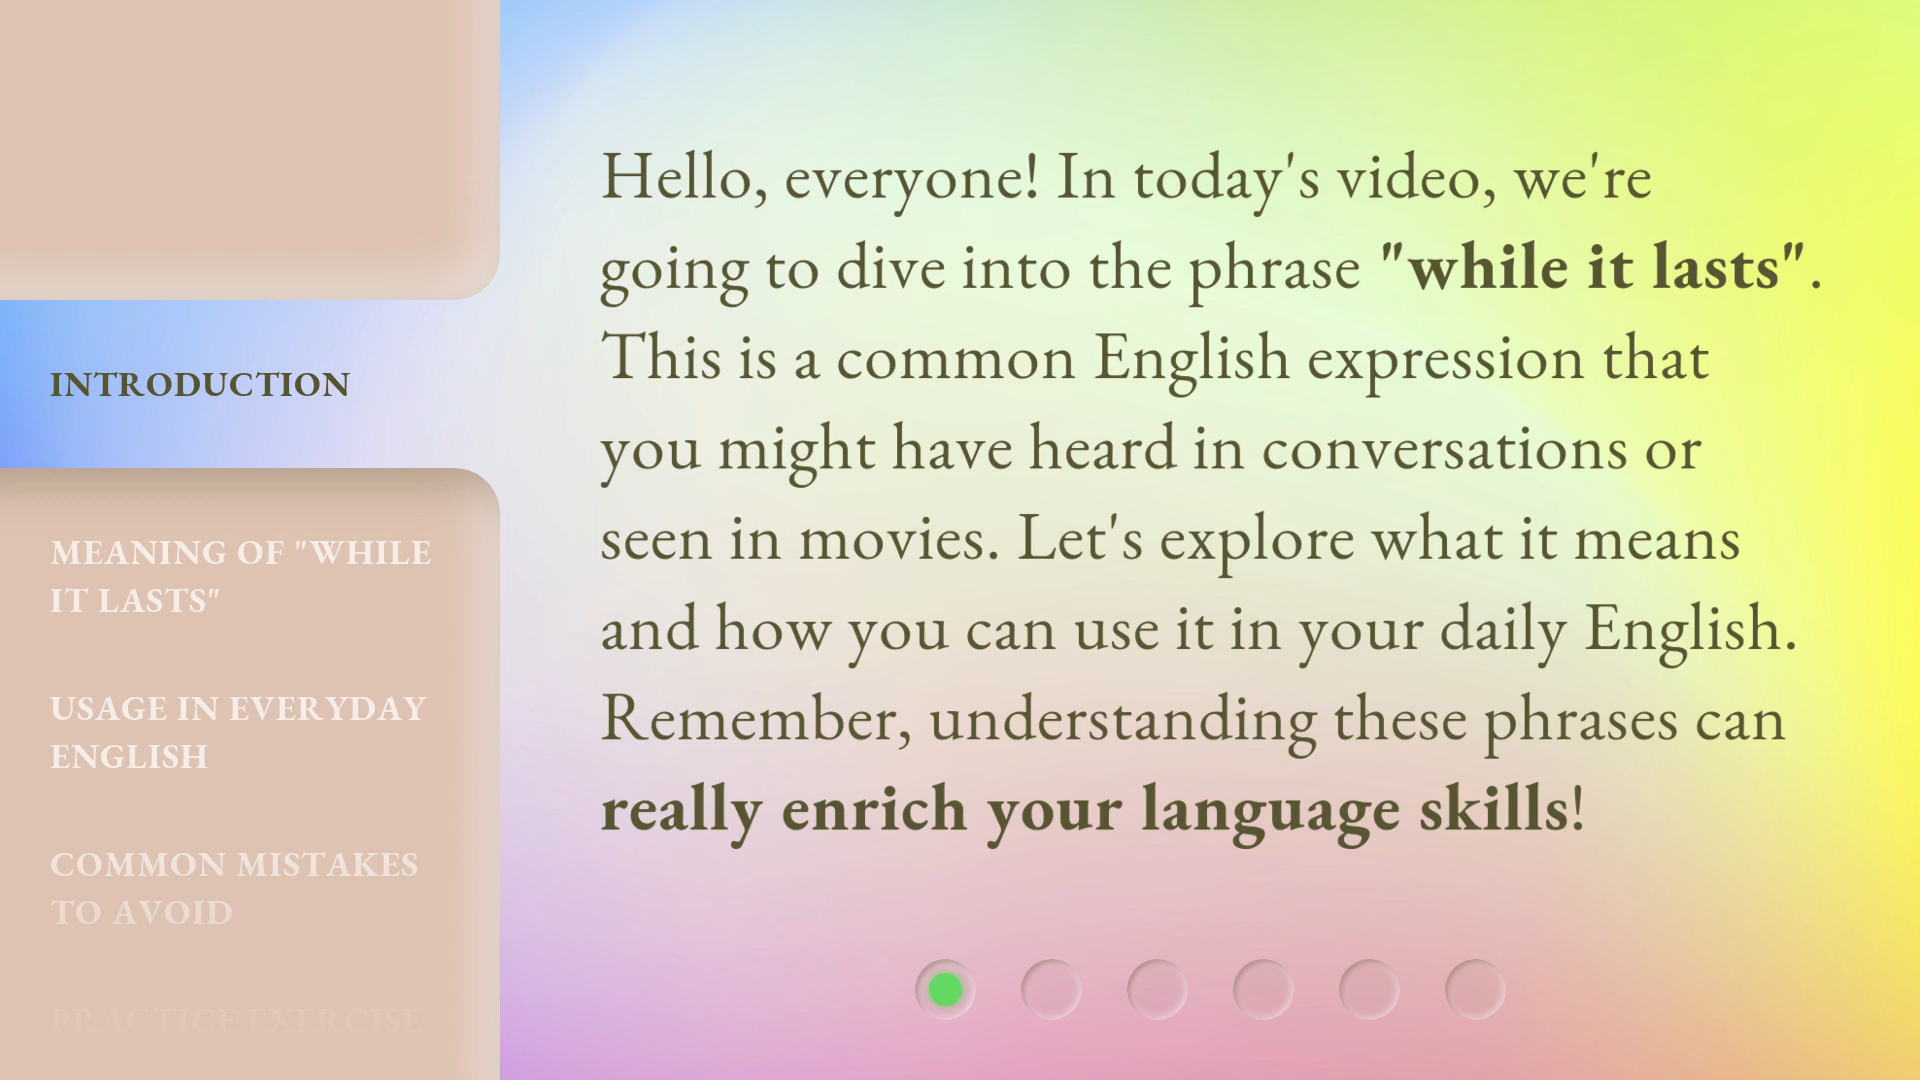 INTRODUCTION
MEANING OF "WHILE
IT LASTS"
USAGE IN EVERYDAY
ENGLISH
COMMON MISTAKES
TO AVOID
PRACTICE EXERCISE
Hello, everyone! In today's video, we're
going to dive into the phrase "while it lasts".
This is a common English expression that
you might have heard in conversations or
seen in movies. Let's explore what it means
and how you can use it in your daily English.
Remember, understanding these phrases can
really enrich your language skills!